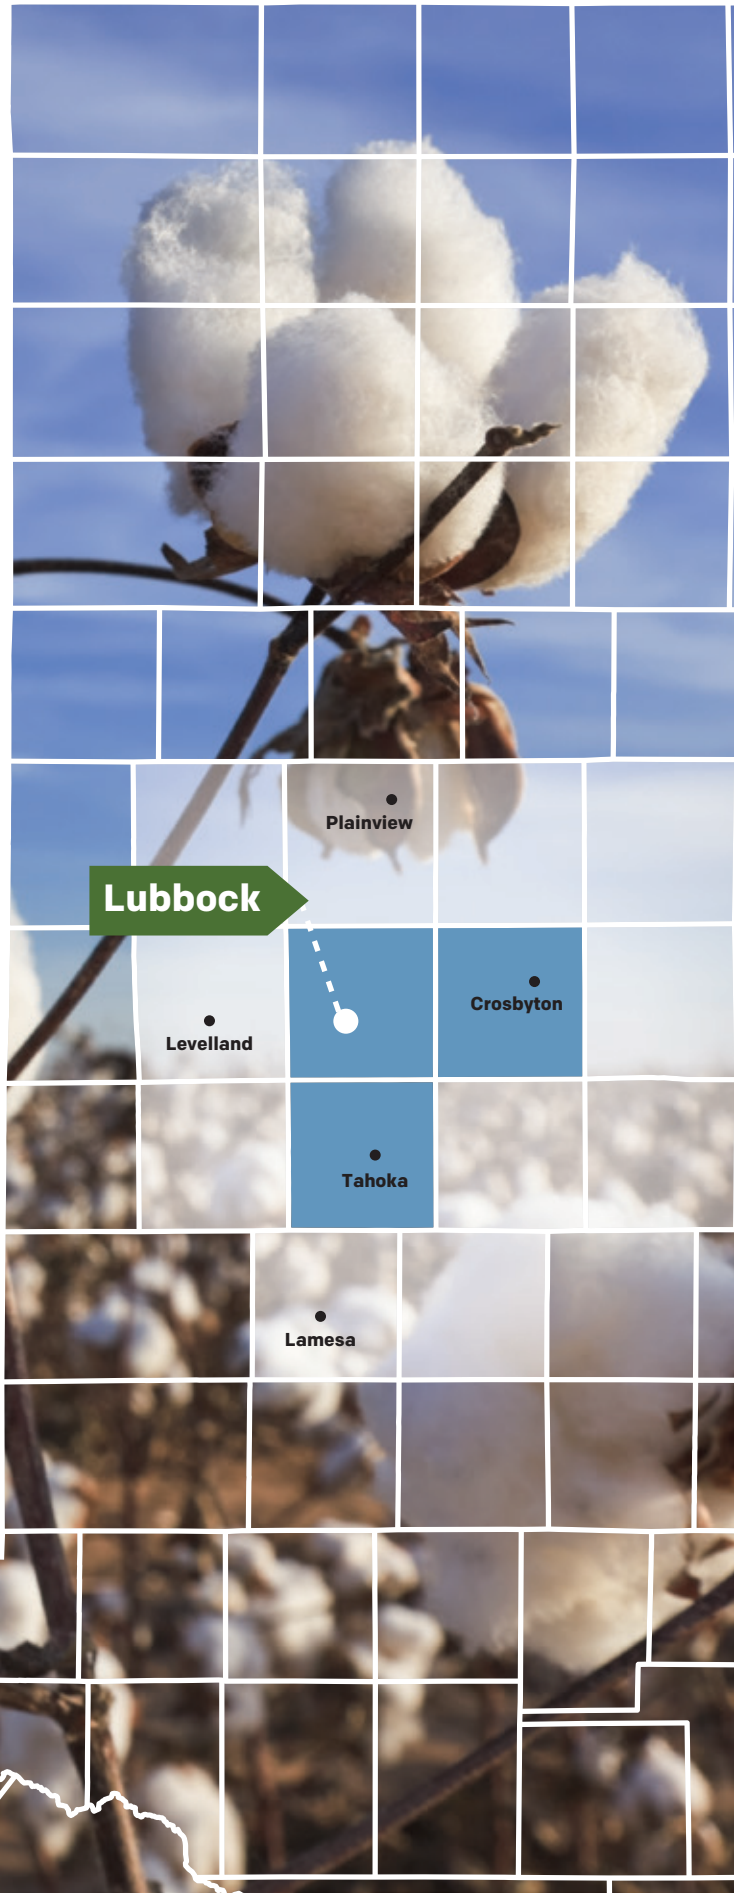 Plainview
Lubbock
Crosbyton
Levelland
Tahoka
Lamesa